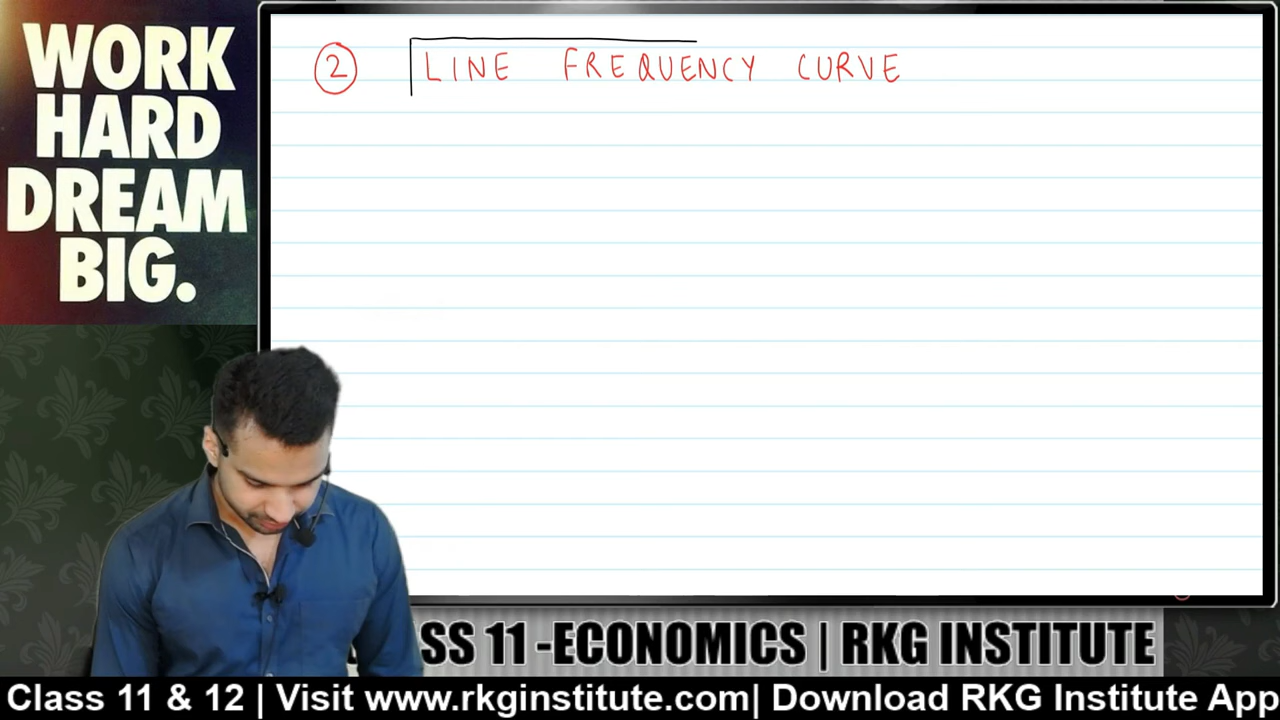 WORK
HARD
DREAM
BIG.
2 LINE FREQUENCY CURVE
SS 11 -ECONOMICS | RKG INSTITUTE
Class 11 & 12 | Visit www.rkginstitute.com| Download RKG Institute App